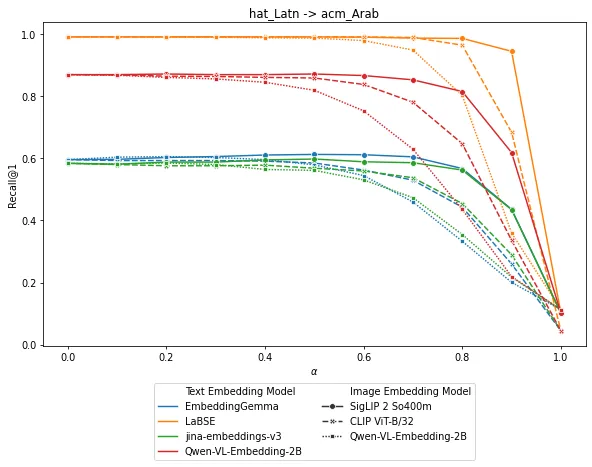 hat_Latn -> acm_Arab
Recall@1
1.0
0.8
0.6
0.4
0.2
0.0
0.0 0.2 0.4 0.6 0.8 1.0
α
Text Embedding Model Image Embedding Model
EmbeddingGemma SigLIP 2 So400m
LaBSE CLIP ViT-B/32
jina-embeddings-v3 Qwen-VL-Embedding-2B
Qwen-VL-Embedding-2B